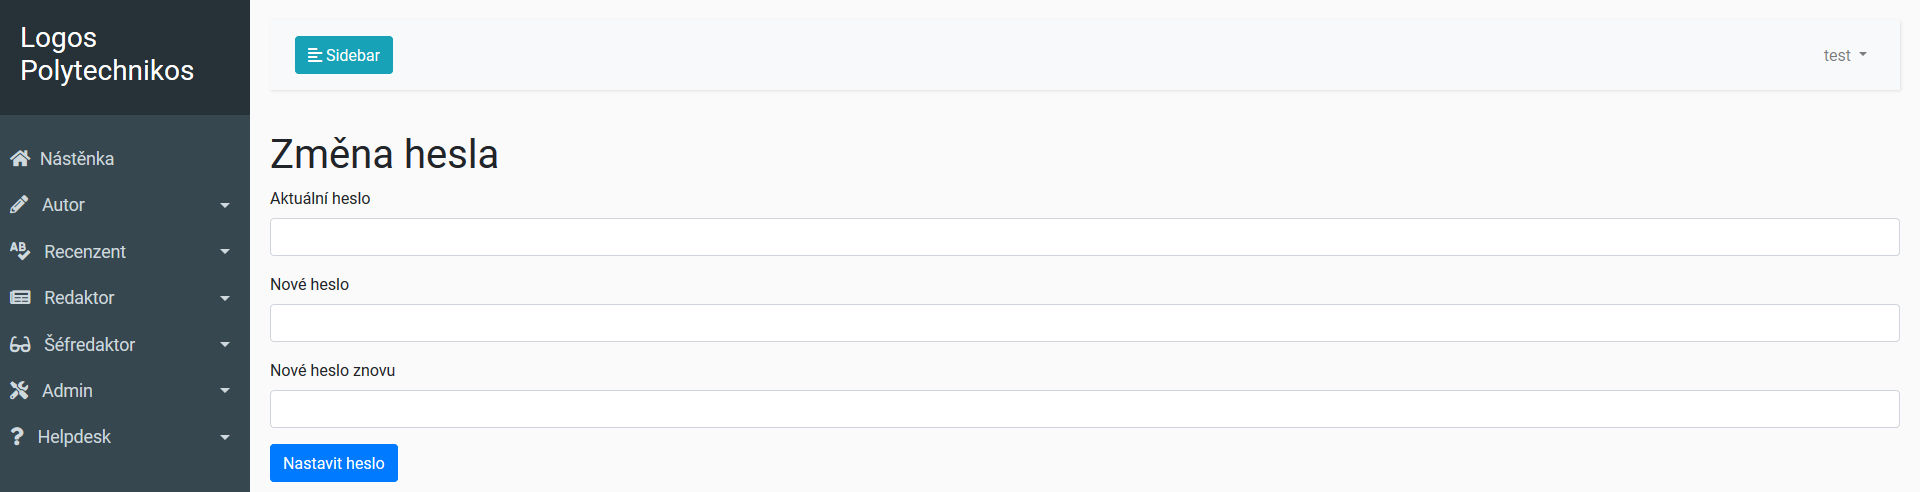 Logos
Polytechnikos
Nástěnka
Autor
Recenzent
Redaktor
Šéfredaktor
Admin
Helpdesk
Sidebar
test
Změna hesla
Aktuální heslo
Nové heslo
Nové heslo znovu
Nastavit heslo